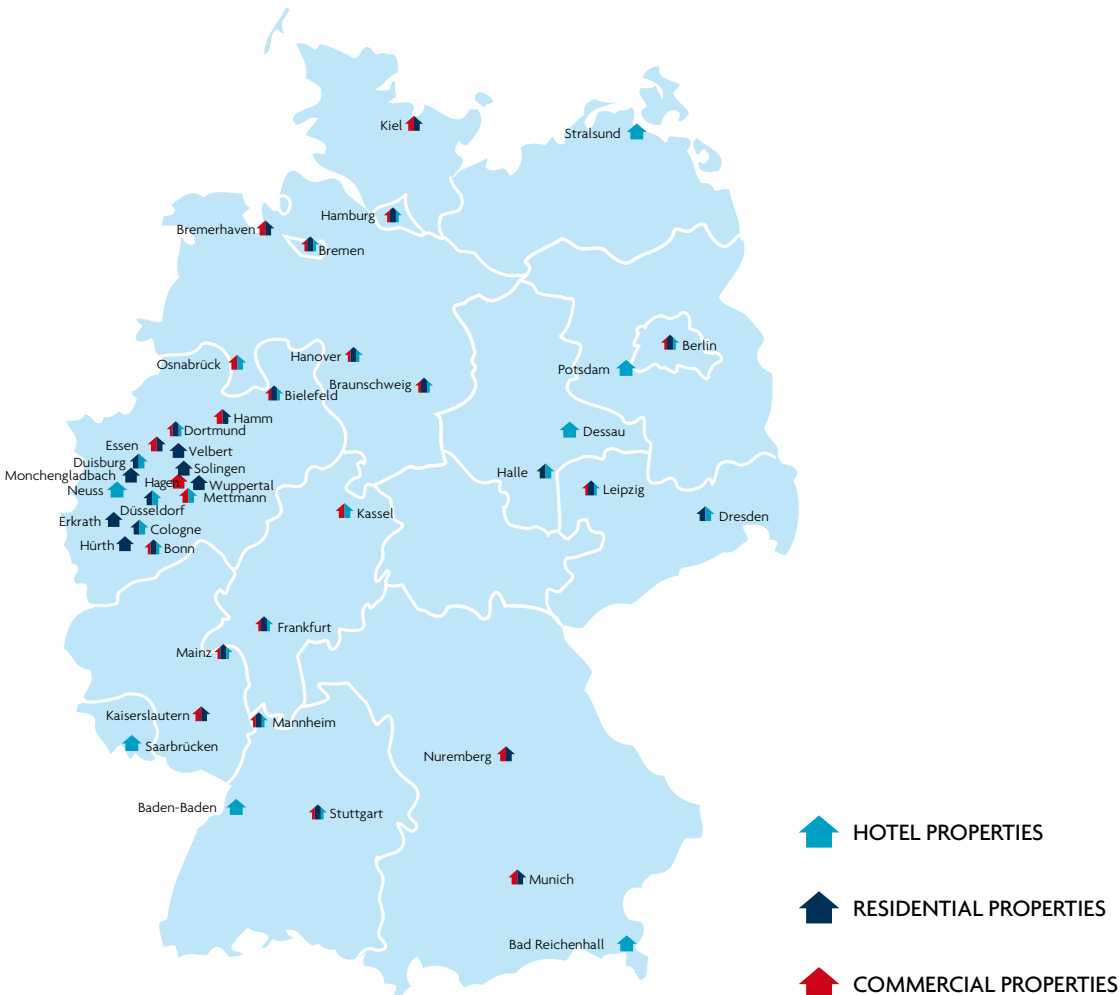 Kiel
Stralsund
Hamburg
Bremerhaven
Bremen
Berlin
Hanover
Osnabrück
Potsdam
Braunschweig
Bielefeld
Hamm
Dortmund
Dessau
Essen
Velbert
Duisburg
Solingen
Halle
Monchengladbach
Hagen
Wuppertal
Neuss
Mettmann
Leipzig
Düsseldorf
Kassel
Dresden
Erkrath
Cologne
Hürth
Bonn
Frankfurt
Mainz
Kaiserslautern
Mannheim
Saarbrücken
Nuremberg
Baden-Baden
Stuttgart
HOTEL PROPERTIES
Munich
RESIDENTIAL PROPERTIES
Bad Reichenhall
COMMERCIAL PROPERTIES